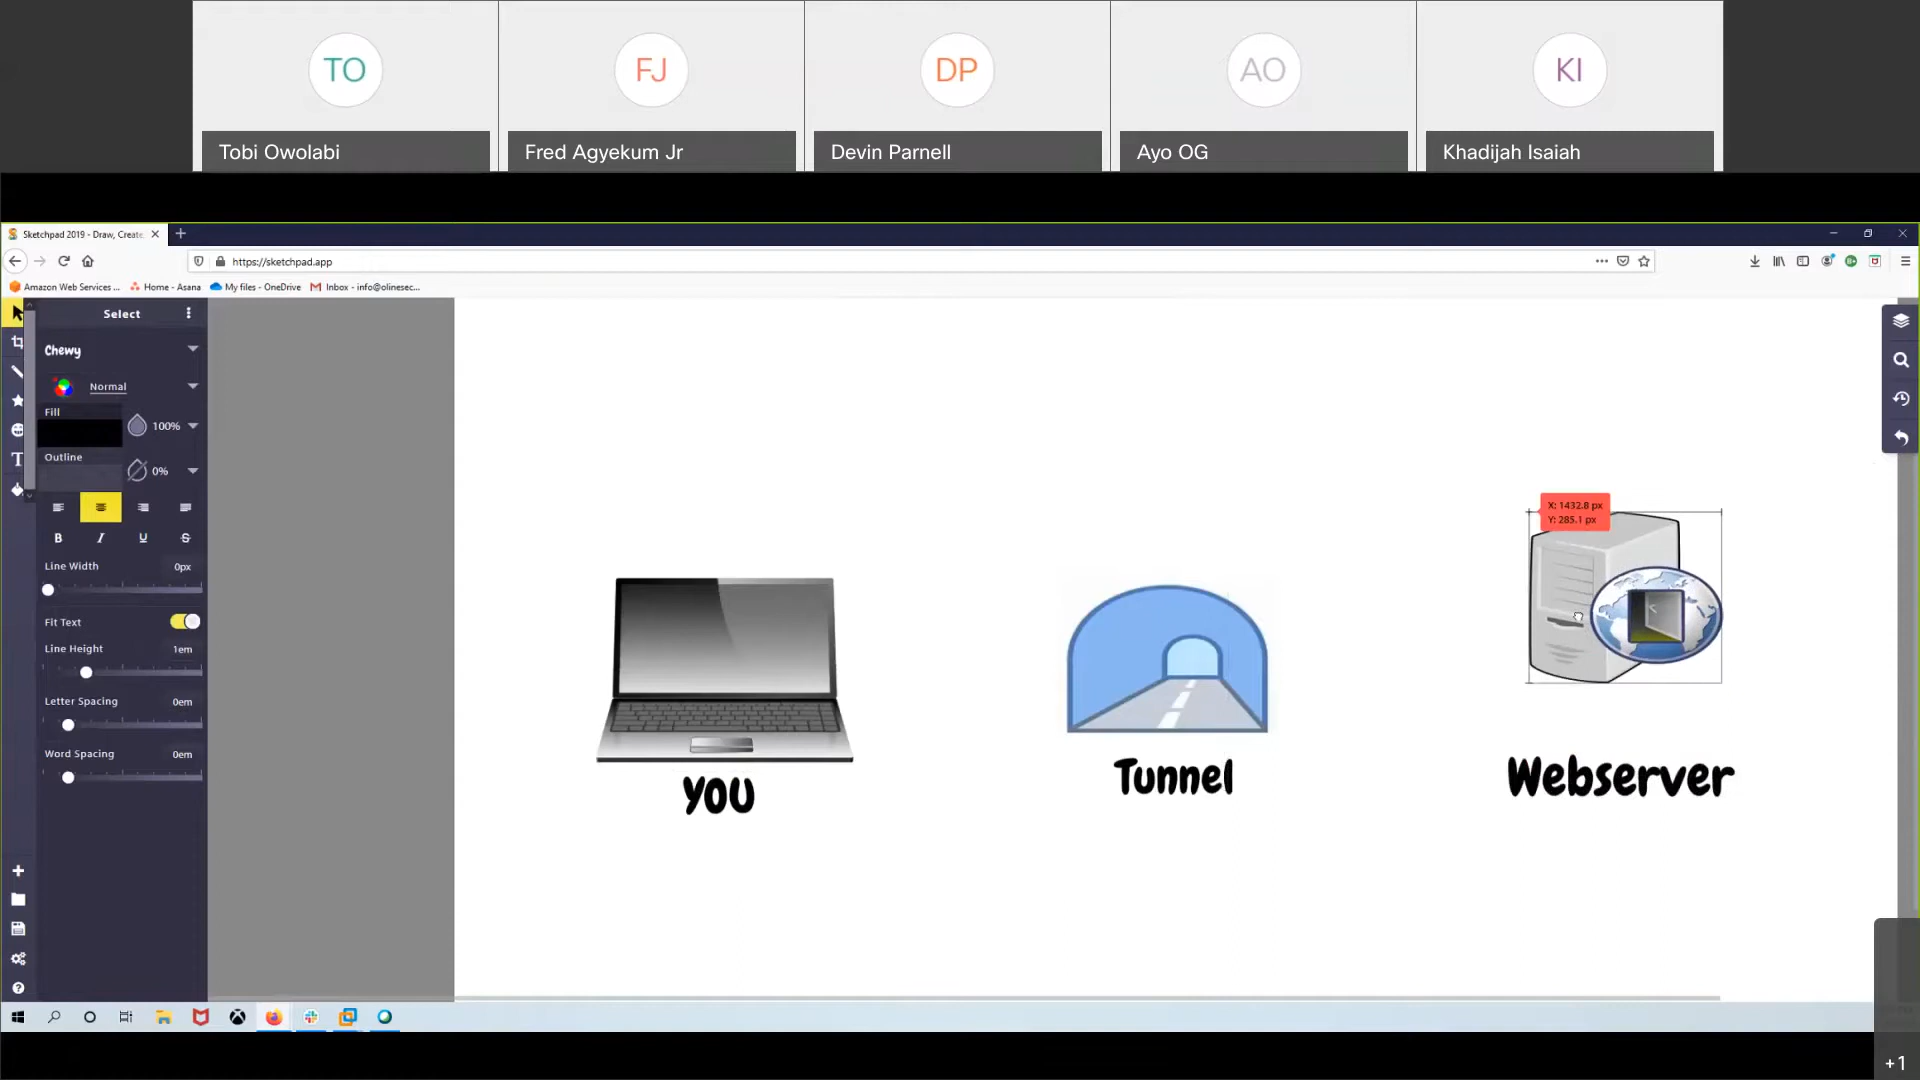 TO
FJ
DP
AO
KI
Tobi Owolabi
Fred Agyekum Jr
Devin Parnell
Ayo OG
Khadijah Isaiah
Sketchpad 2019 - Draw, Create,
https://sketchpad.app
Amazon Web Services ...
Home - Asana
My files - OneDrive
Inbox - info@olinesec...
Select
Chewy
Normal
Fill
100%
Outline
0%
B I U S
Line Width 0px
Fit Text
Line Height 1em
Letter Spacing 0em
Word Spacing 0em
X: 1432.8 px
Y: 285.1 px
YOU
Tunnel
Webserver
+1